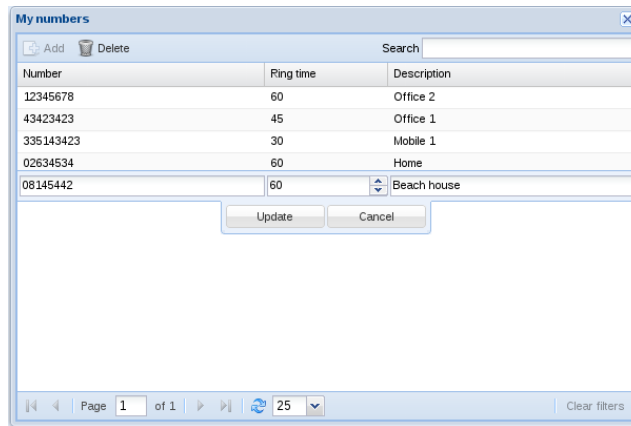 My numbers
Add Delete Search
Number Ring time Description
12345678 60 Office 2
43423423 45 Office 1
335143423 30 Mobile 1
02634534 60 Home
08145442 60 Beach house
Update Cancel
Page 1 of 1 25 Clear filters